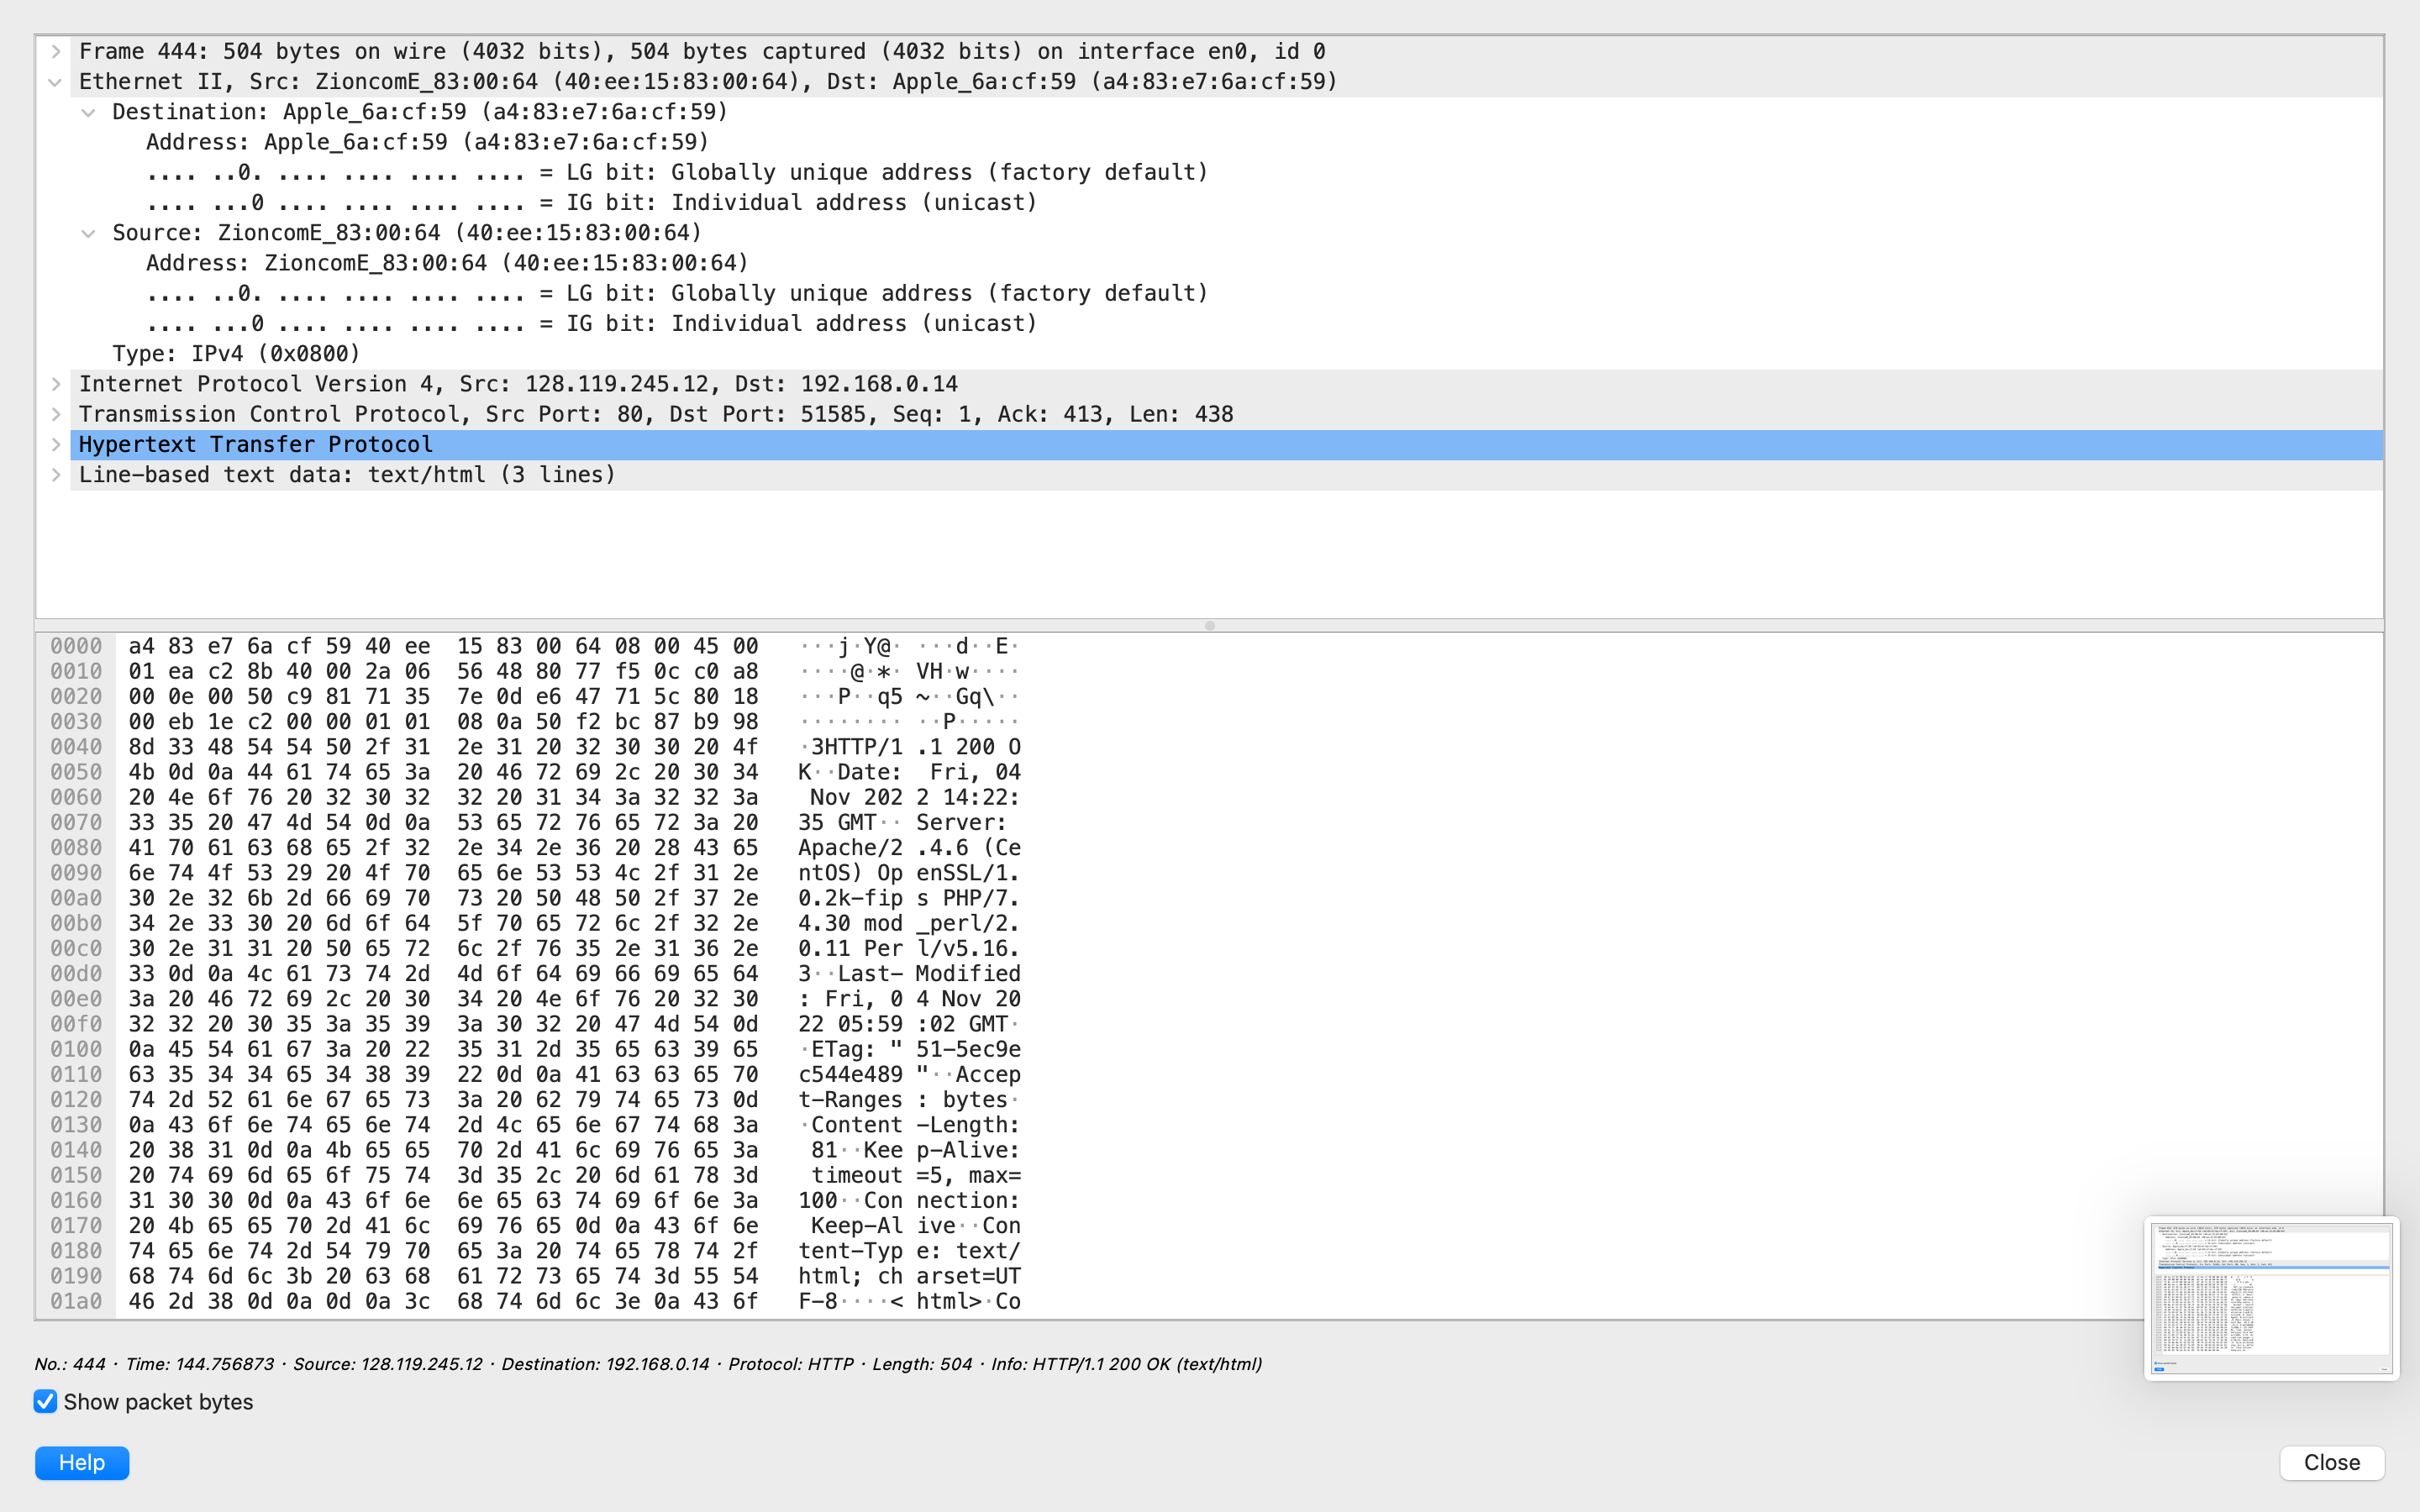 Frame 444: 504 bytes on wire (4032 bits), 504 bytes captured (4032 bits) on interface en0, id 0
Ethernet II, Src: ZioncomE_83:00:64 (40:ee:15:83:00:64), Dst: Apple_6a:cf:59 (a4:83:e7:6a:cf:59)
Destination: Apple_6a:cf:59 (a4:83:e7:6a:cf:59)
Address: Apple_6a:cf:59 (a4:83:e7:6a:cf:59)
.... ..0. .... .... .... .... = LG bit: Globally unique address (factory default)
.... ...0 .... .... .... .... = IG bit: Individual address (unicast)
Source: ZioncomE_83:00:64 (40:ee:15:83:00:64)
Address: ZioncomE_83:00:64 (40:ee:15:83:00:64)
.... ..0. .... .... .... .... = LG bit: Globally unique address (factory default)
.... ...0 .... .... .... .... = IG bit: Individual address (unicast)
Type: IPv4 (0x0800)
Internet Protocol Version 4, Src: 128.119.245.12, Dst: 192.168.0.14
Transmission Control Protocol, Src Port: 80, Dst Port: 51585, Seq: 1, Ack: 413, Len: 438
Hypertext Transfer Protocol
Line-based text data: text/html (3 lines)
0000 a4 83 e7 6a cf 59 40 ee 15 83 00 64 08 00 45 00 ···j·Y@· ···d··E·
0010 01 ea c2 8b 40 00 2a 06 56 48 80 77 f5 0c c0 a8 ····@·*· VH·w····
0020 00 0e 00 50 c9 81 71 35 7e 0d e6 47 71 5c 80 18 ···P··q5 ~··Gq\··
0030 00 eb 1e c2 00 00 01 01 08 0a 50 f2 bc 87 b9 98 ········ ··P·····
0040 8d 33 48 54 54 50 2f 31 2e 31 20 32 30 30 20 4f ·3HTTP/1 .1 200 O
0050 4b 0d 0a 44 61 74 65 3a 20 46 72 69 2c 20 30 34 K··Date: Fri, 04
0060 20 4e 6f 76 20 32 30 32 32 20 31 34 3a 32 32 3a Nov 202 2 14:22:
0070 33 35 20 47 4d 54 0d 0a 53 65 72 76 65 72 3a 20 35 GMT·· Server:
0080 41 70 61 63 68 65 2f 32 2e 34 2e 36 20 28 43 65 Apache/2 .4.6 (Ce
0090 6e 74 4f 53 29 20 4f 70 65 6e 53 53 4c 2f 31 2e ntOS) Op enSSL/1.
00a0 30 2e 32 6b 2d 66 69 70 73 20 50 48 50 2f 37 2e 0.2k-fip s PHP/7.
00b0 34 2e 33 30 20 6d 6f 64 5f 70 65 72 6c 2f 32 2e 4.30 mod _perl/2.
00c0 30 2e 31 31 20 50 65 72 6c 2f 76 35 2e 31 36 2e 0.11 Per l/v5.16.
00d0 33 0d 0a 4c 61 73 74 2d 4d 6f 64 69 66 69 65 64 3··Last- Modified
00e0 3a 20 46 72 69 2c 20 30 34 20 4e 6f 76 20 32 30 : Fri, 0 4 Nov 20
00f0 32 32 20 30 35 3a 35 39 3a 30 32 20 47 4d 54 0d 22 05:59 :02 GMT·
0100 0a 45 54 61 67 3a 20 22 35 31 2d 35 65 63 39 65 ·ETag: " 51-5ec9e
0110 63 35 34 34 65 34 38 39 22 0d 0a 41 63 63 65 70 c544e489 "··Accep
0120 74 2d 52 61 6e 67 65 73 3a 20 62 79 74 65 73 0d t-Ranges : bytes·
0130 0a 43 6f 6e 74 65 6e 74 2d 4c 65 6e 67 74 68 3a ·Content -Length:
0140 20 38 31 0d 0a 4b 65 65 70 2d 41 6c 69 76 65 3a 81··Kee p-Alive:
0150 20 74 69 6d 65 6f 75 74 3d 35 2c 20 6d 61 78 3d timeout =5, max=
0160 31 30 30 0d 0a 43 6f 6e 6e 65 63 74 69 6f 6e 3a 100··Con nection:
0170 20 4b 65 65 70 2d 41 6c 69 76 65 0d 0a 43 6f 6e Keep-Al ive··Con
0180 74 65 6e 74 2d 54 79 70 65 3a 20 74 65 78 74 2f tent-Typ e: text/
0190 68 74 6d 6c 3b 20 63 68 61 72 73 65 74 3d 55 54 html; ch arset=UT
01a0 46 2d 38 0d 0a 0d 0a 3c 68 74 6d 6c 3e 0a 43 6f F-8····< html>·Co
No.: 444 · Time: 144.756873 · Source: 128.119.245.12 · Destination: 192.168.0.14 · Protocol: HTTP · Length: 504 · Info: HTTP/1.1 200 OK (text/html)
Show packet bytes
Help
Close